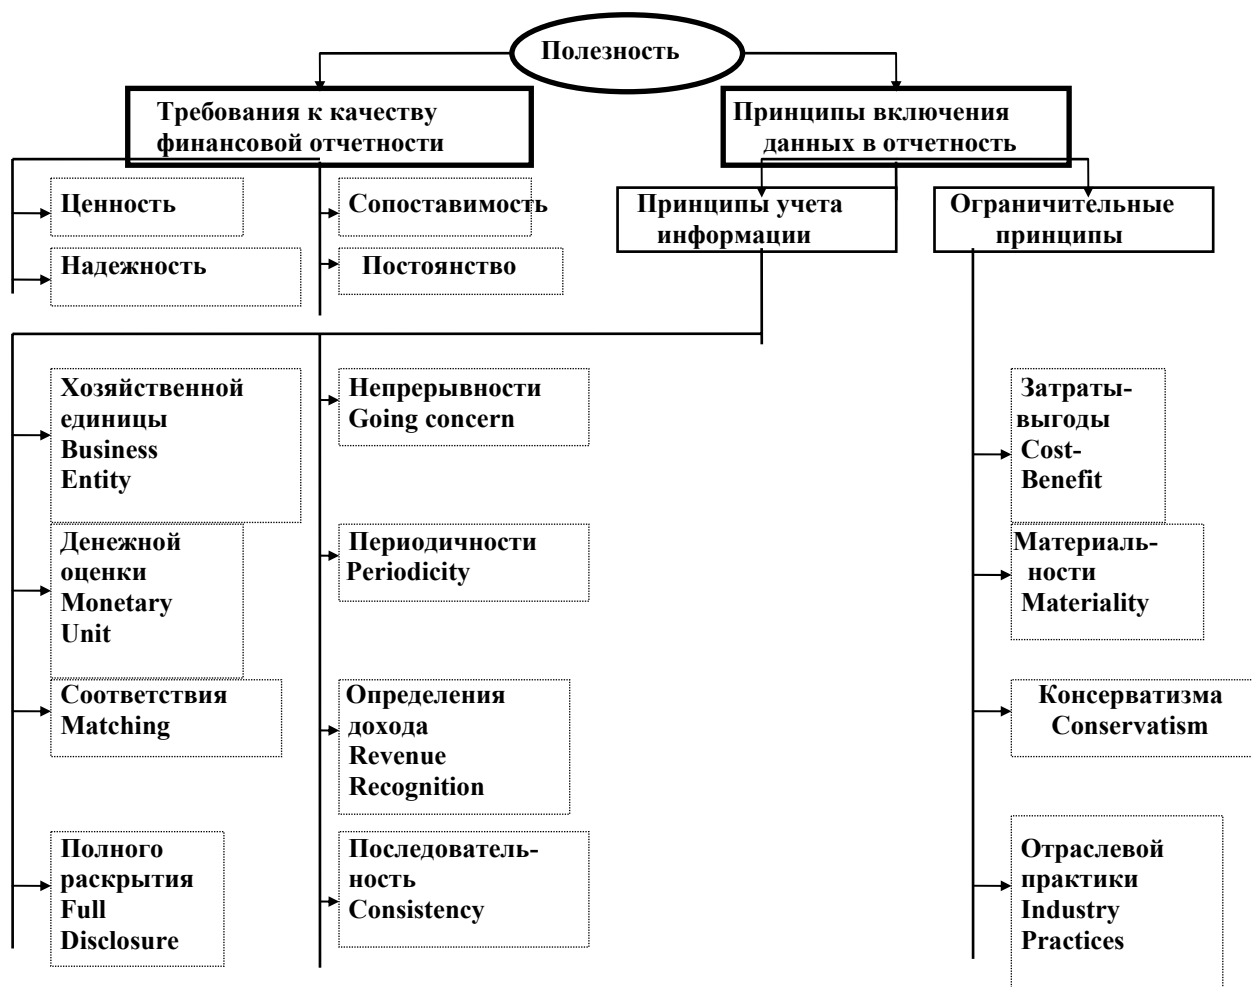 Полезность
Требования к качеству
финансовой отчетности
Принципы включения
данных в отчетность
Ценность
Сопоставимость
Надежность
Постоянство
Принципы учета
информации
Ограничительные
принципы
Хозяйственной
единицы
Business
Entity
Непрерывности
Going concern
Затраты-
выгоды
Cost-
Benefit
Денежной
оценки
Monetary
Unit
Периодичности
Periodicity
Материаль-
ности
Materiality
Соответствия
Matching
Определения
дохода
Revenue
Recognition
Консерватизма
Conservatism
Полного
раскрытия
Full
Disclosure
Последователь-
ность
Consistency
Отраслевой
практики
Industry
Practices